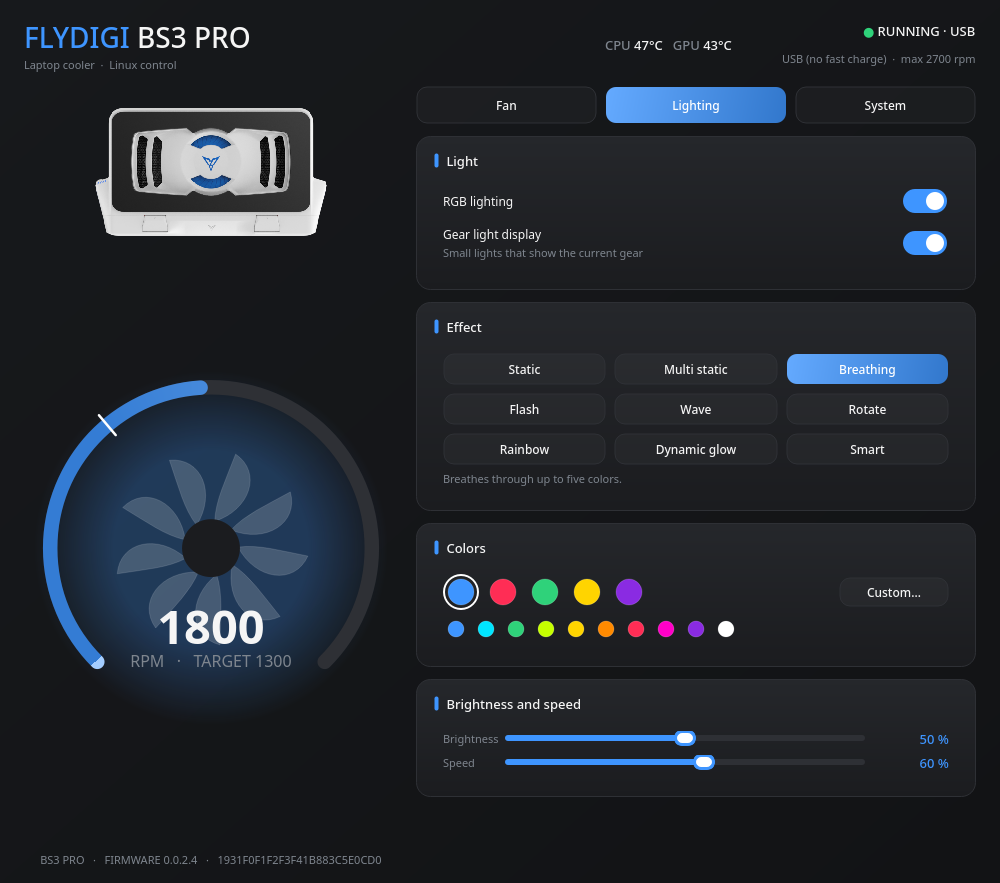 FLYDIGI BS3 PRO
Laptop cooler · Linux control
CPU 47°C GPU 43°C
RUNNING · USB
USB (no fast charge) · max 2700 rpm
Fan
Lighting
System
Light
RGB lighting
Gear light display
Small lights that show the current gear
Effect
Static
Multi static
Breathing
Flash
Wave
Rotate
Rainbow
Dynamic glow
Smart
Breathes through up to five colors.
Colors
Custom...
1800
RPM · TARGET 1300
Brightness and speed
Brightness
50 %
Speed
60 %
BS3 PRO · FIRMWARE 0.0.2.4 · 1931F0F1F2F3F41B883C5E0CD0